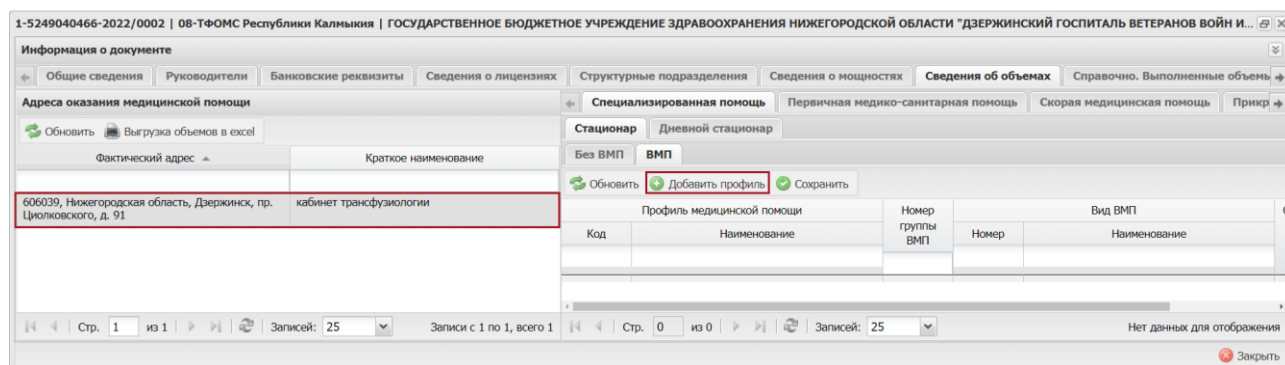 1-5249040466-2022/0002 | 08-ТФОМС Республики Калмыкия | ГОСУДАРСТВЕННОЕ БЮДЖЕТНОЕ УЧРЕЖДЕНИЕ ЗДРАВООХРАНЕНИЯ НИЖЕГОРОДСКОЙ ОБЛАСТИ "ДЗЕРЖИНСКИЙ ГОСПИТАЛЬ ВЕТЕРАНОВ ВОЙН И...
Информация о документе
Общие сведения Руководители Банковские реквизиты Сведения о лицензиях Структурные подразделения Сведения о мощностях Сведения об объемах Справочно. Выполненные объемы
Адреса оказания медицинской помощи
Обновить Выгрузка объемов в excel
Фактический адрес Краткое наименование
606039, Нижегородская область, Дзержинск, пр. Циолковского, д. 91 кабинет трансфузиологии
Стр. 1 из 1 Записей: 25 Записи с 1 по 1, всего 1
Специализированная помощь Первичная медико-санитарная помощь Скорая медицинская помощь Прикр
Стационар Дневной стационар
Без ВМП ВМП
Обновить Добавить профиль Сохранить
Профиль медицинской помощи Номер группы ВМП Вид ВМП
Код Наименование Номер Наименование
Стр. 0 из 0 Записей: 25 Нет данных для отображения
Закрыть